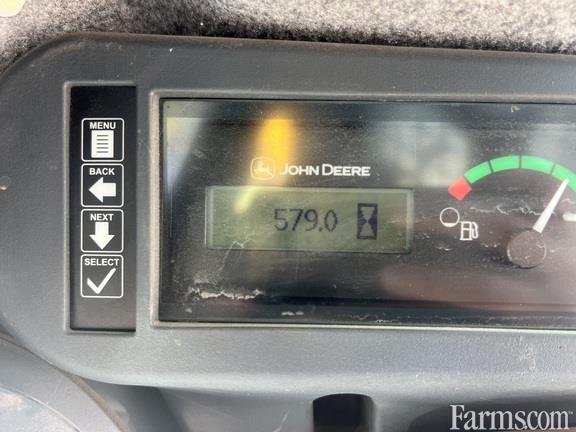 MENU
BACK
NEXT
SELECT
JOHN DEERE
579.0
Farms.com